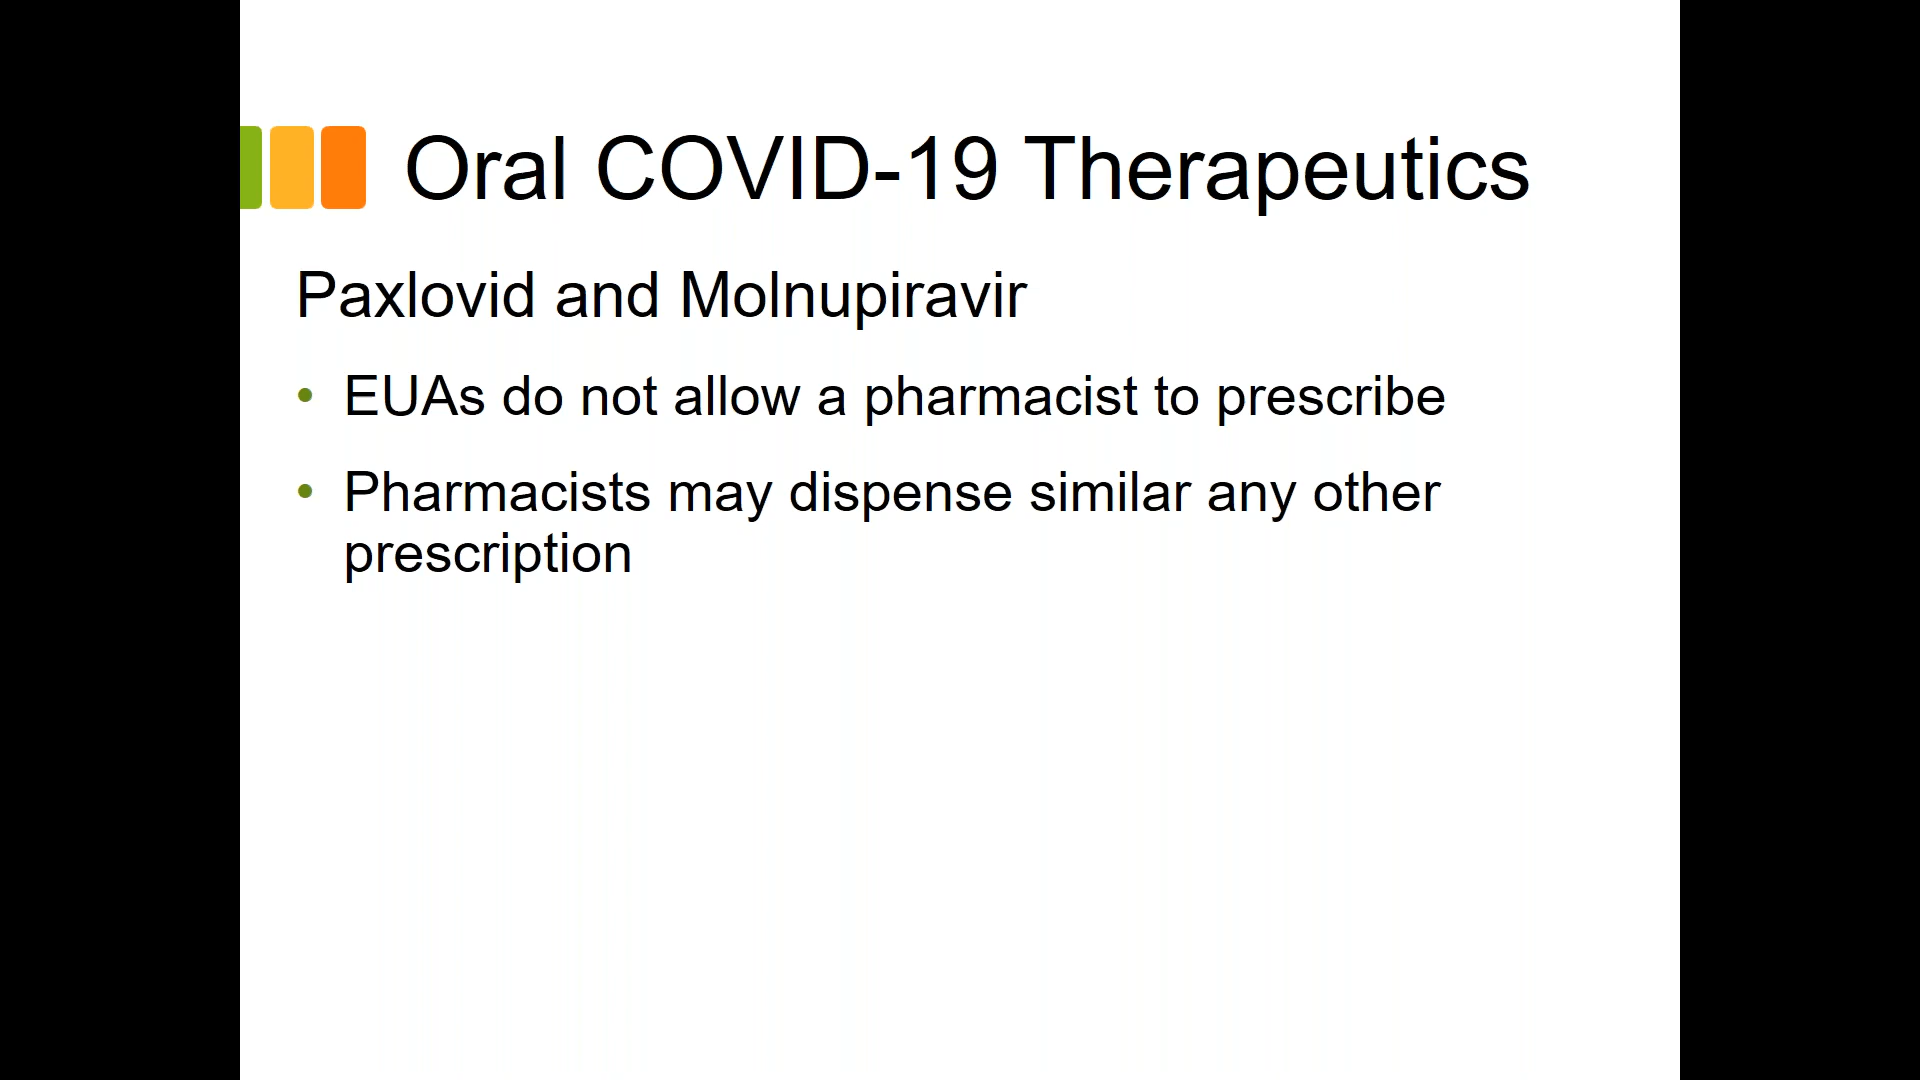 Oral COVID-19 Therapeutics
Paxlovid and Molnupiravir
• EUAs do not allow a pharmacist to prescribe
• Pharmacists may dispense similar any other
prescription